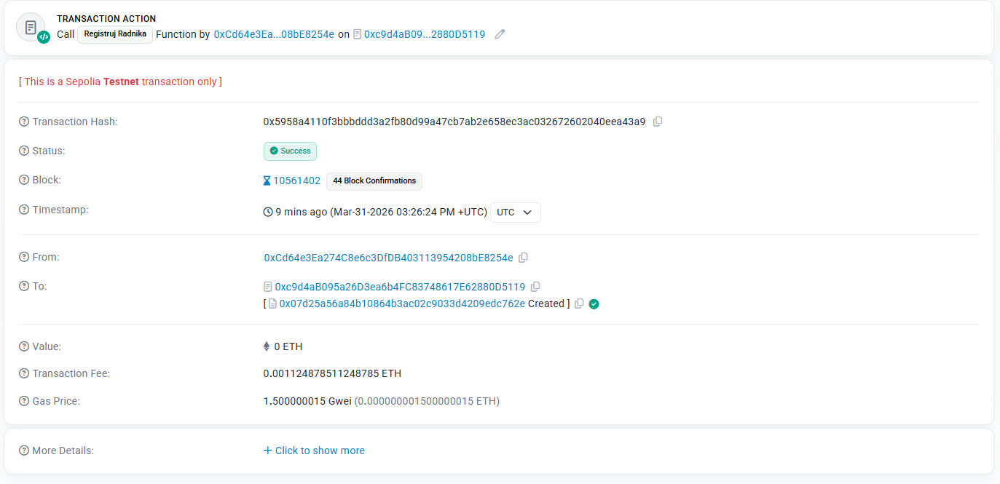 TRANSACTION ACTION
Call Registruj Radnika Function by 0xCd64e3Ea...08bE8254e on 0xc9d4aB09...2880D5119
[ This is a Sepolia Testnet transaction only ]
Transaction Hash: 0x5958a4110f3bbbddd3a2fb80d99a47cb7ab2e658ec3ac032672602040eea43a9
Status: Success
Block: 10561402 44 Block Confirmations
Timestamp: 9 mins ago (Mar-31-2026 03:26:24 PM +UTC) UTC
From: 0xCd64e3Ea274C8e6c3DfDB403113954208bE8254e
To: 0xc9d4aB095a26D3ea6b4FC83748617E62880D5119
[ 0x07d25a56a84b10864b3ac02c9033d4209edc762e Created ]
Value: 0 ETH
Transaction Fee: 0.001124878511248785 ETH
Gas Price: 1.500000015 Gwei (0.000000001500000015 ETH)
More Details: + Click to show more